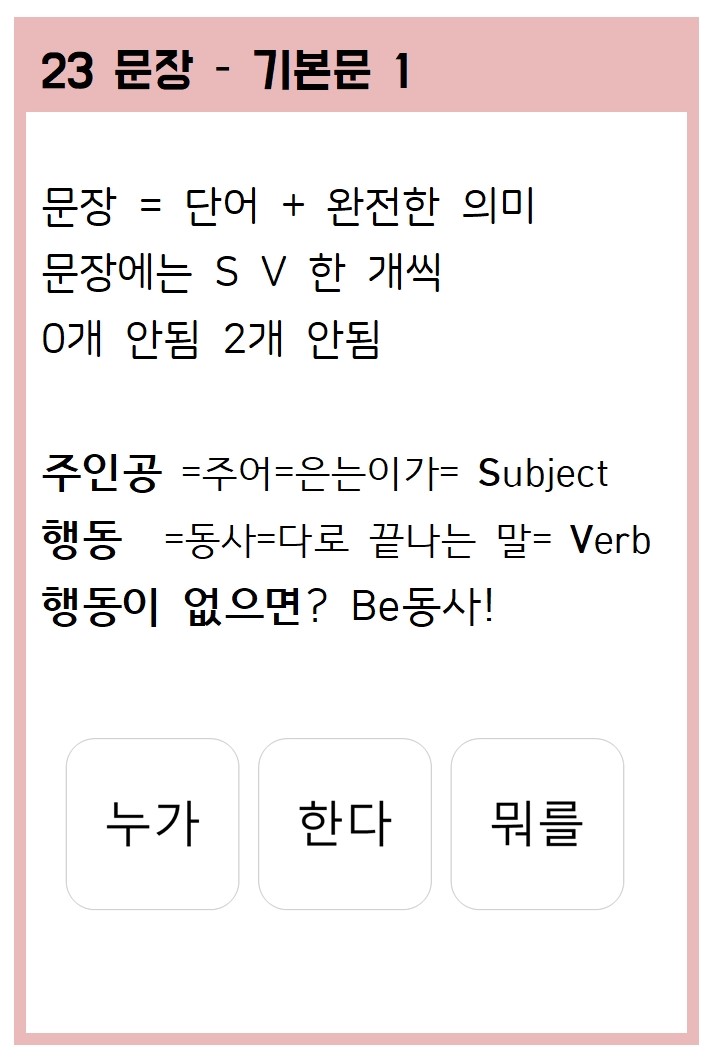 23 문장 - 기본문 1
문장 = 단어 + 완전한 의미
문장에는 S V 한 개씩
0개 안됨 2개 안됨
주인공 =주어=은는이가= Subject
행동 =동사=다로 끝나는 말= Verb
행동이 없으면? Be동사!
누가 한다 뭐를